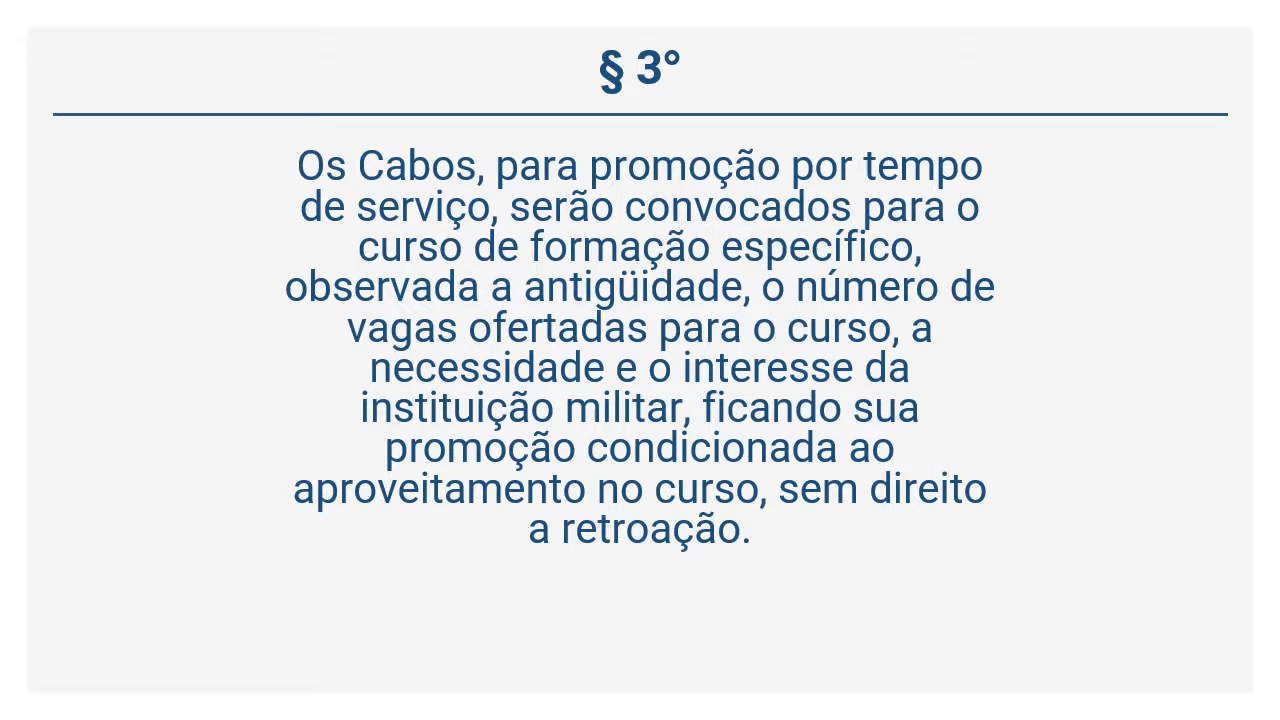 § 3°
Os Cabos, para promoção por tempo
de serviço, serão convocados para o
curso de formação específico,
observada a antigüidade, o número de
vagas ofertadas para o curso, a
necessidade e o interesse da
instituição militar, ficando sua
promoção condicionada ao
aproveitamento no curso, sem direito
a retroação.